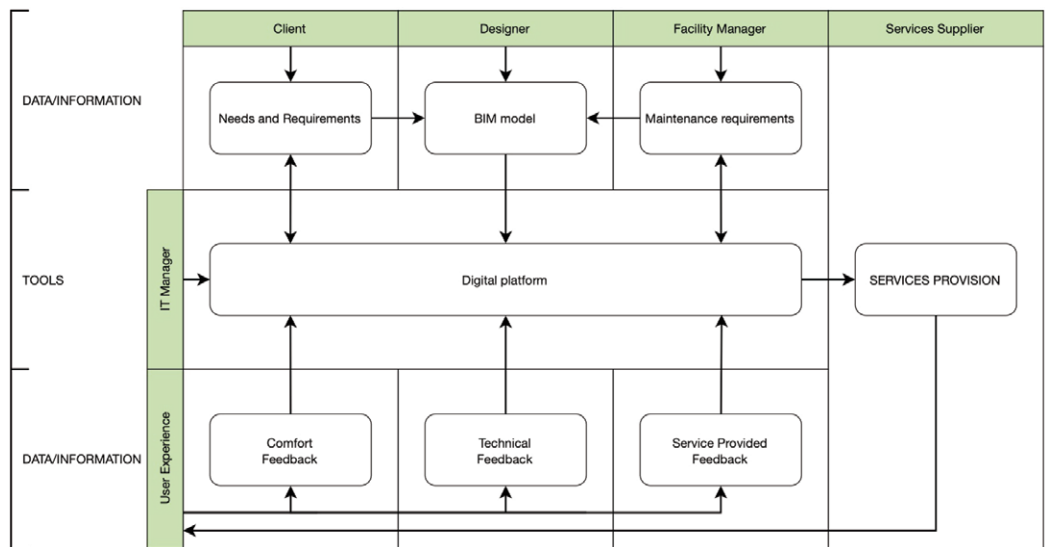 Client
Designer
Facility Manager
Services Supplier
DATA/INFORMATION
Needs and Requirements
BIM model
Maintenance requirements
TOOLS
IT Manager
Digital platform
SERVICES PROVISION
DATA/INFORMATION
User Experience
Comfort
Feedback
Technical
Feedback
Service Provided
Feedback